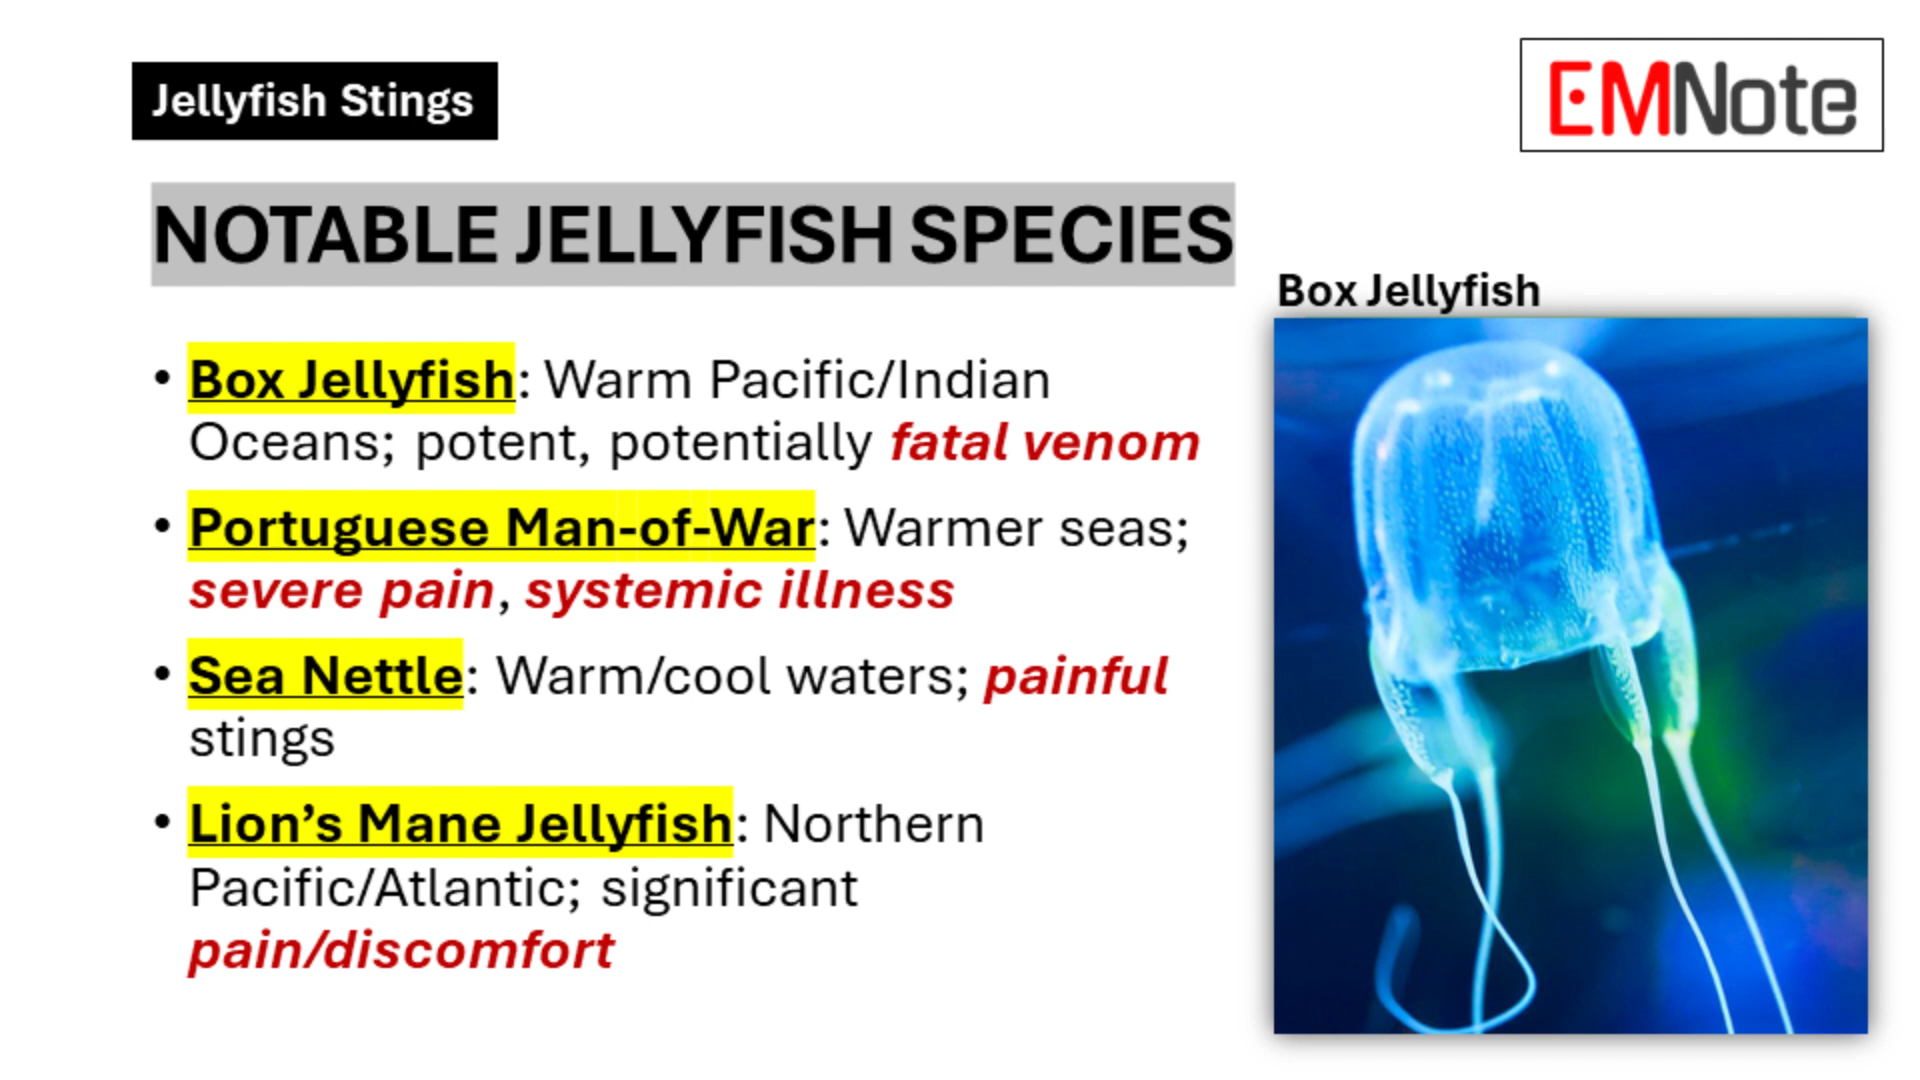 Jellyfish Stings
EMNote
NOTABLE JELLYFISH SPECIES
Box Jellyfish
• Box Jellyfish: Warm Pacific/Indian
Oceans; potent, potentially fatal venom
• Portuguese Man-of-War: Warmer seas;
severe pain, systemic illness
• Sea Nettle: Warm/cool waters; painful
stings
• Lion’s Mane Jellyfish: Northern
Pacific/Atlantic; significant
pain/discomfort